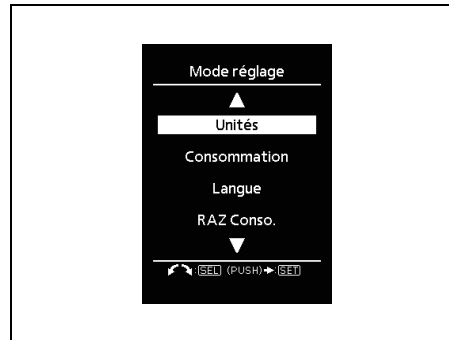 Mode réglage
Unités
Consommation
Langue
RAZ Conso.
:SEL (PUSH)➔:SET